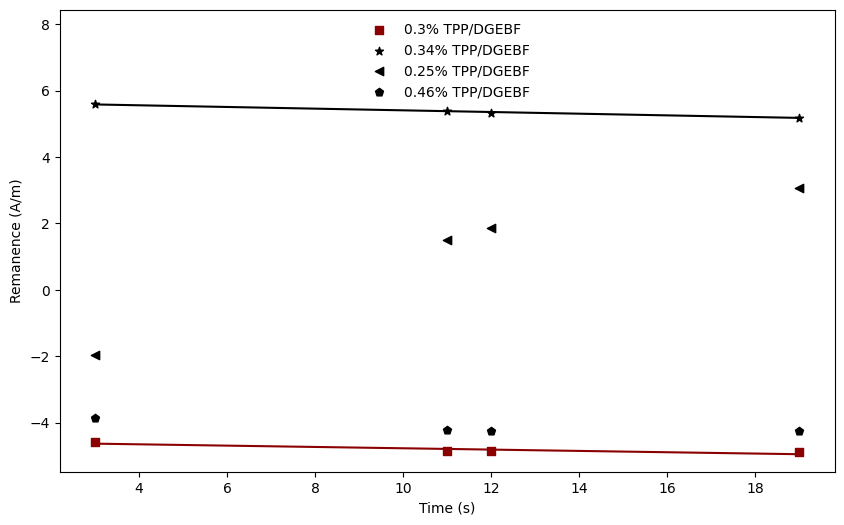 0.3% TPP/DGEBF
0.34% TPP/DGEBF
0.25% TPP/DGEBF
0.46% TPP/DGEBF
8
6
4
2
0
−2
−4
Remanence (A/m)
4 6 8 10 12 14 16 18
Time (s)